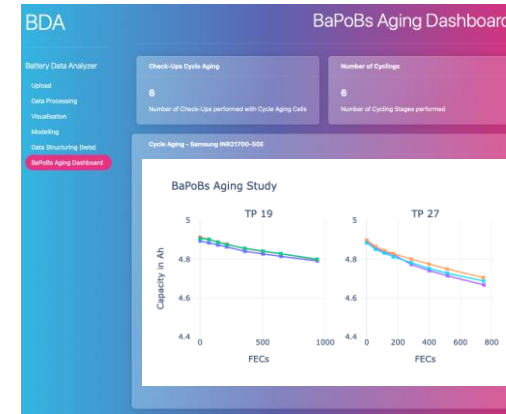 BDA
BaPoBs Aging Dashboard
Battery Data Analyzer
Upload
Data Processing
Visualisation
Modelling
Data Structuring (beta)
BaPoBs Aging Dashboard
Check-Ups Cycle Aging
6
Number of Check-Ups performed with Cycle Aging Cells
Number of Cyclings
6
Number of Cycling Stages performed
Cycle Aging - Samsung INR21700-50E
BaPoBs Aging Study
TP 19
TP 27
Capacity in Ah
5
4.8
4.6
4.4
0
500
1000
FECs
5
4.8
4.6
4.4
0
200
400
600
800
FECs